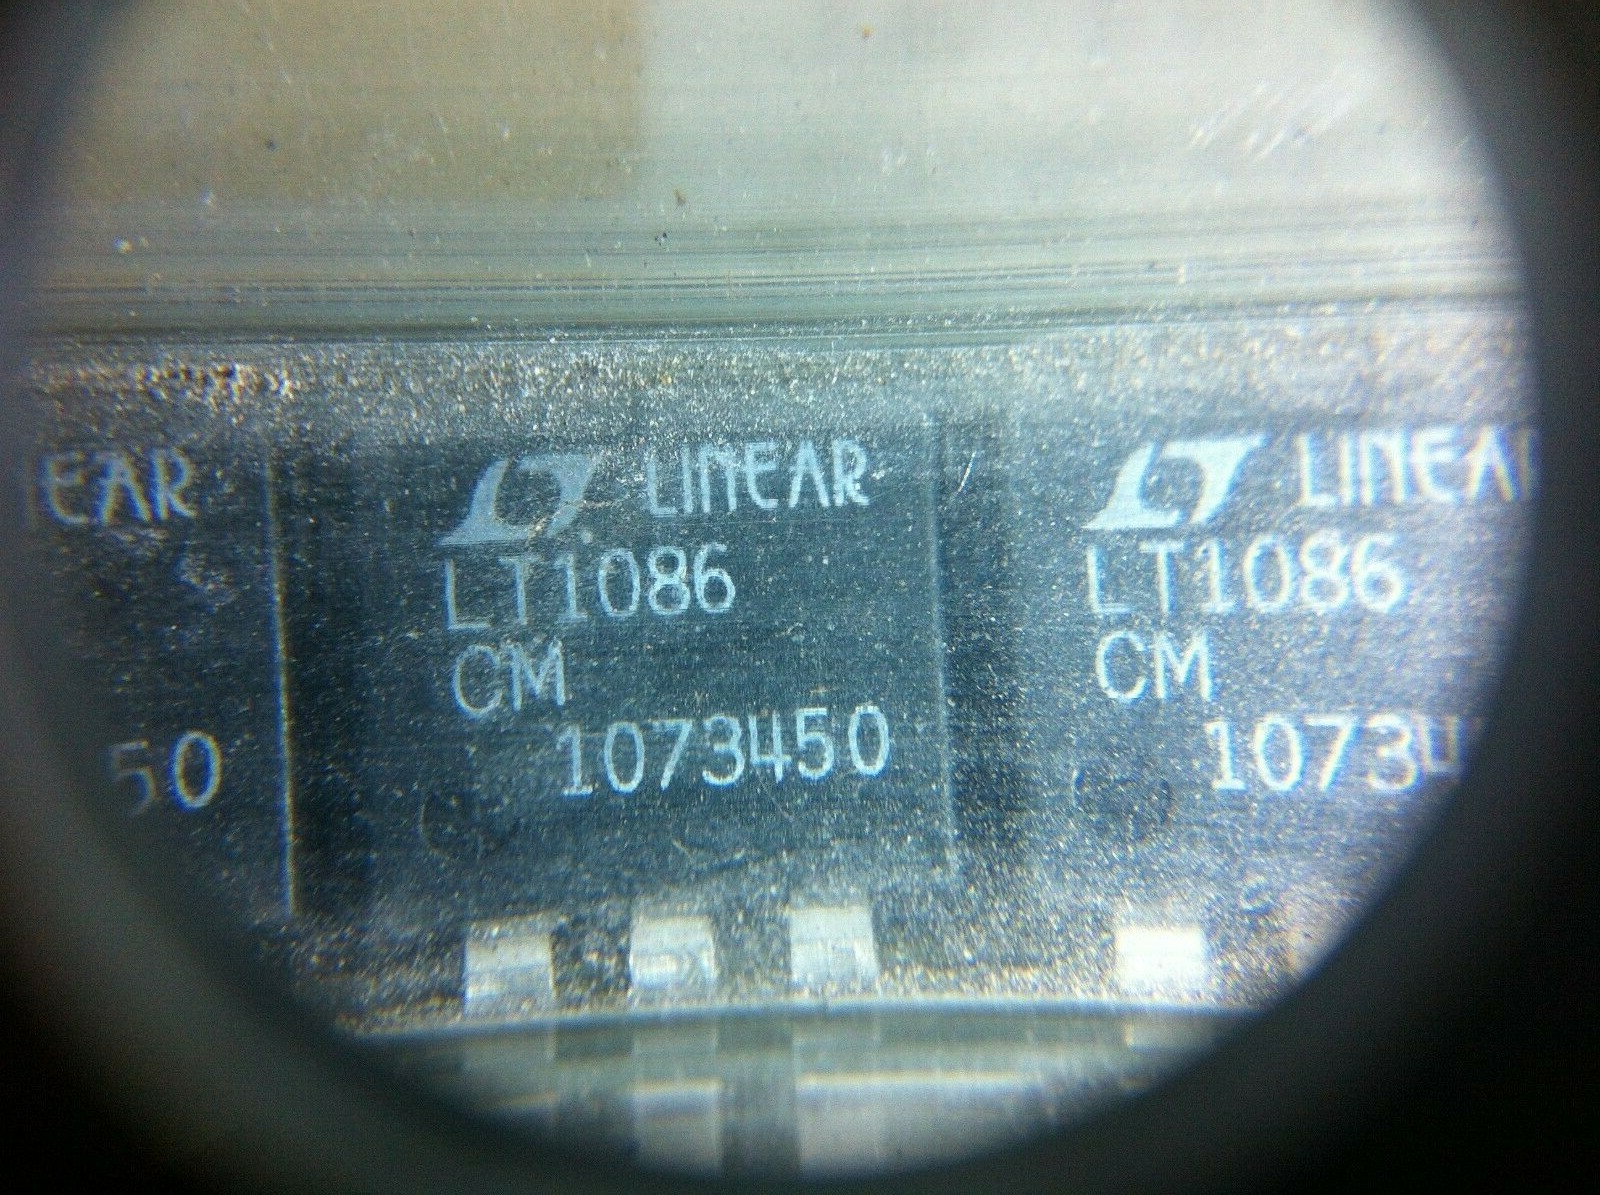 EAR
50
LINEAR
LT1086
CM
1073450
LINEA
LT1086
CM
1073